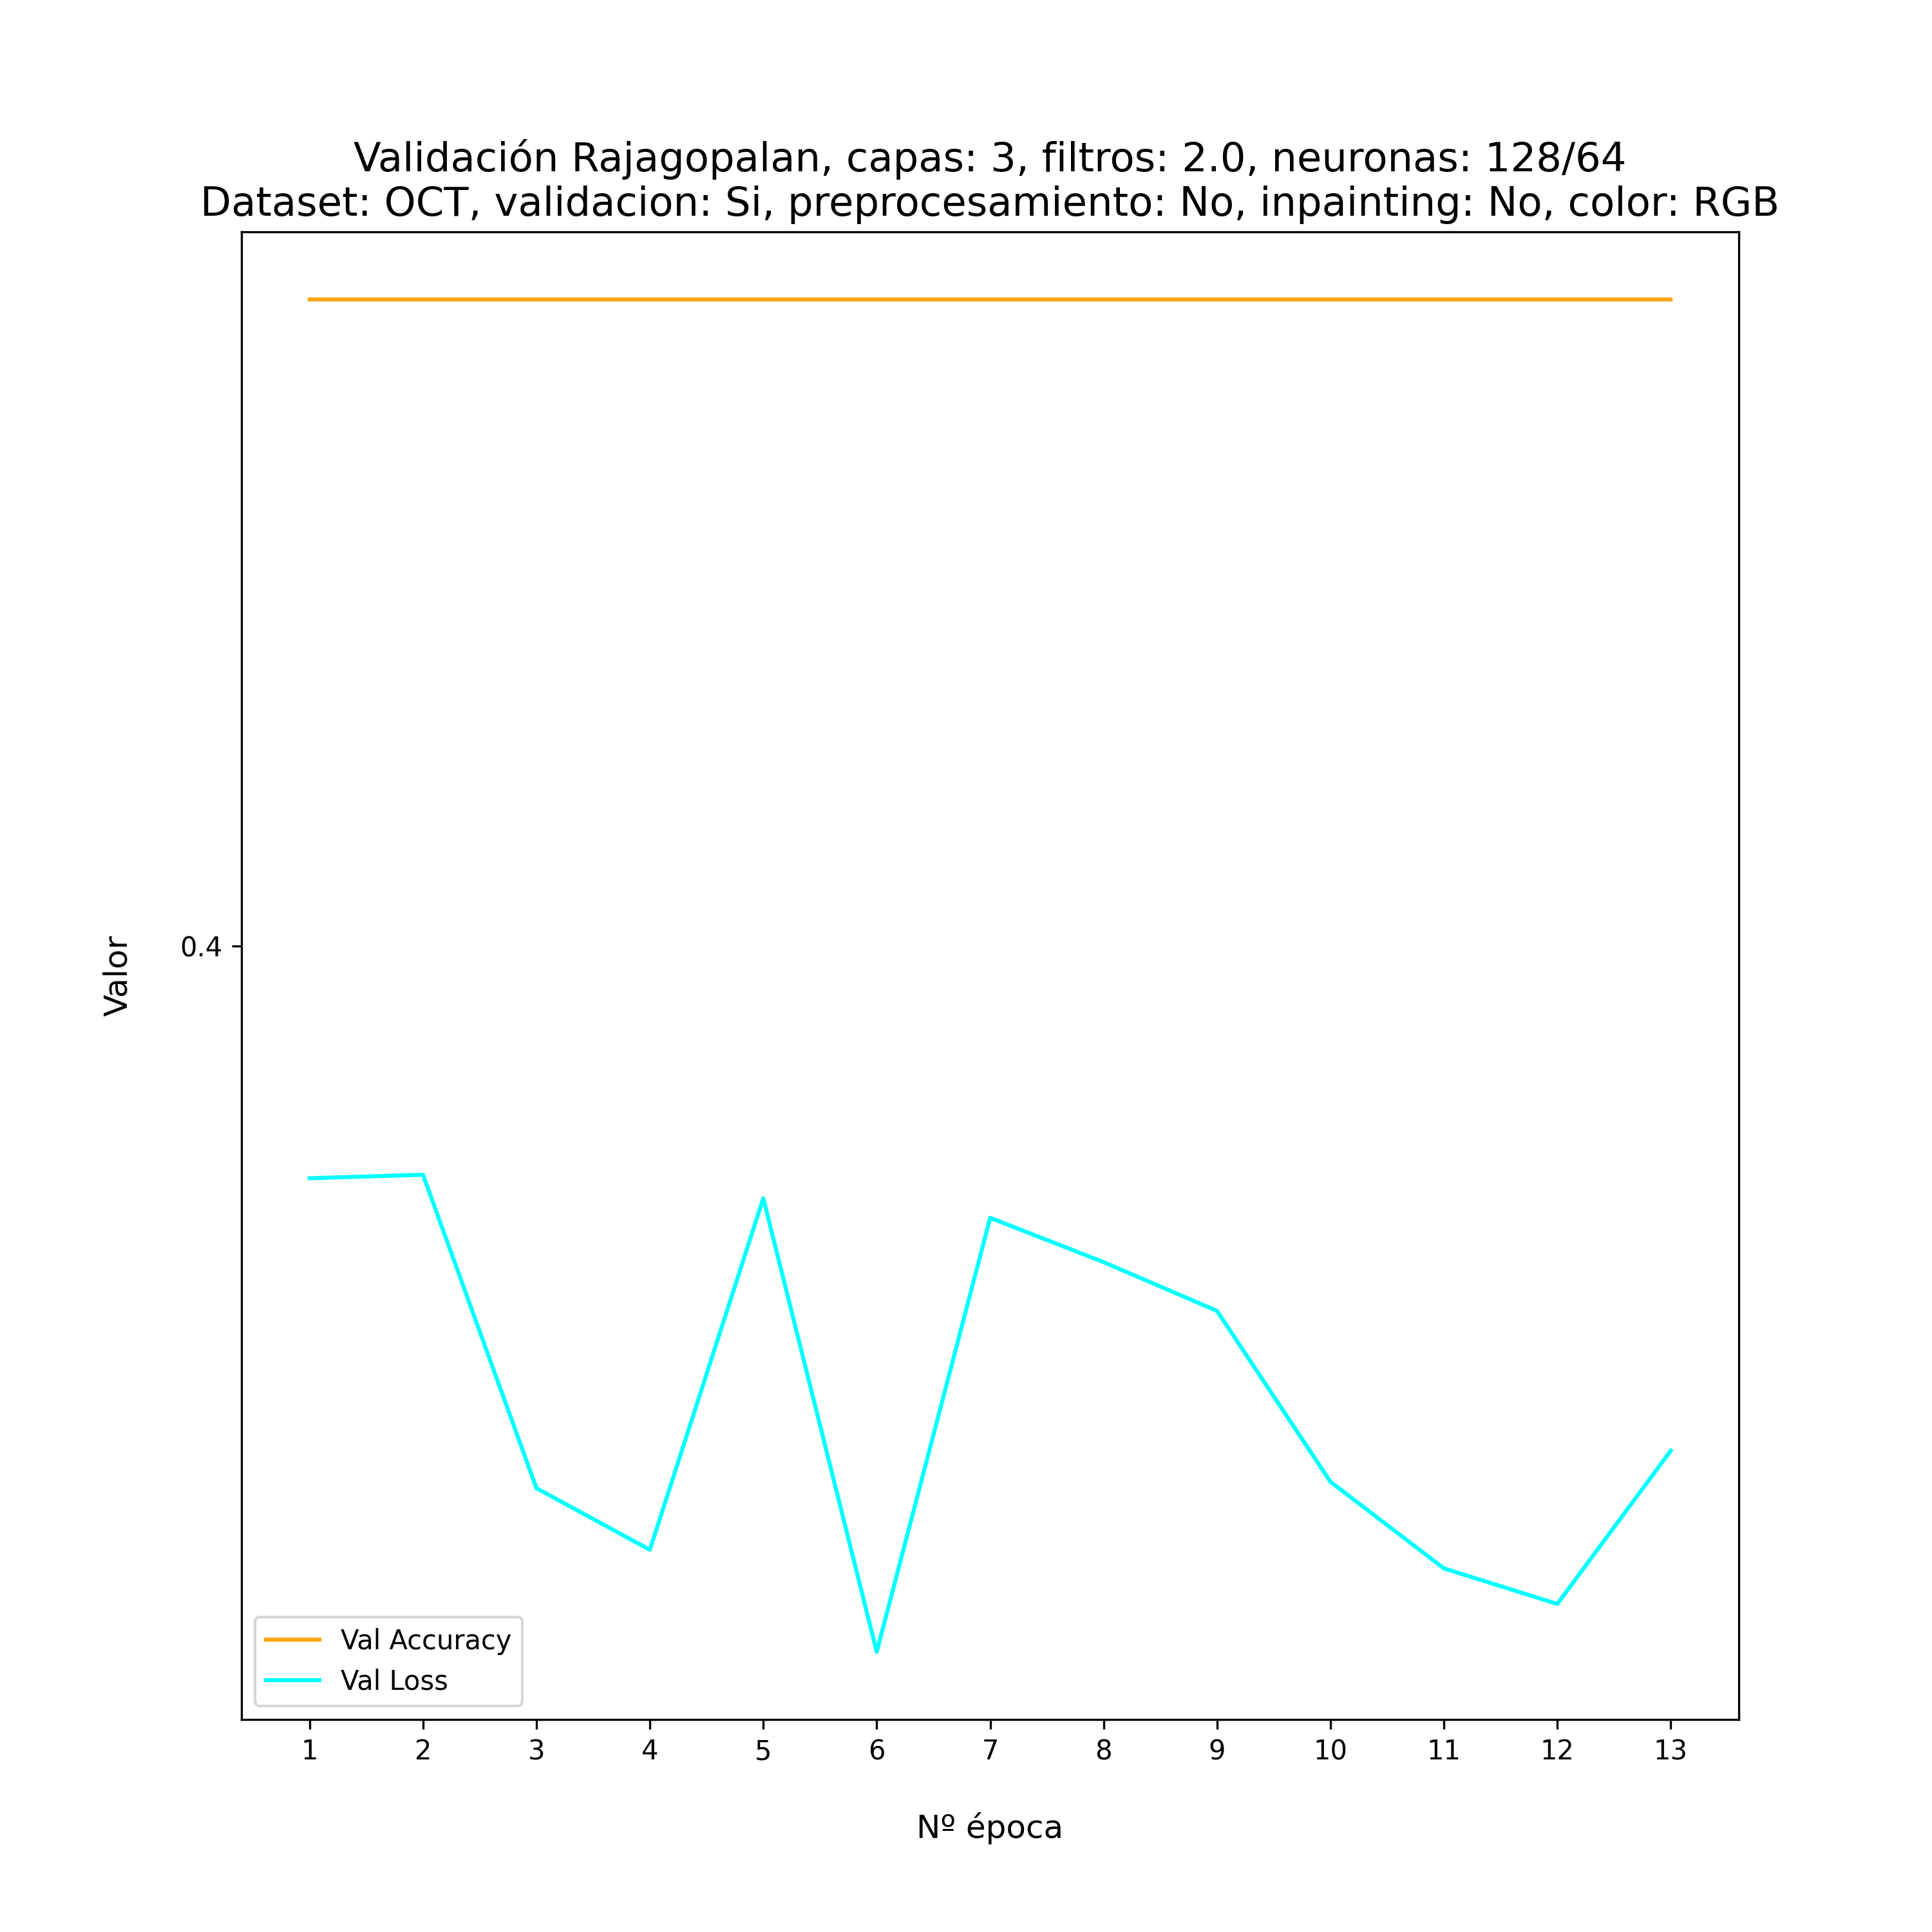 Validación Rajagopalan, capas: 3, filtros: 2.0, neuronas: 128/64
Dataset: OCT, validacion: Si, preprocesamiento: No, inpainting: No, color: RGB
Valor
0.4
Val Accuracy
Val Loss
1 2 3 4 5 6 7 8 9 10 11 12 13
Nº época